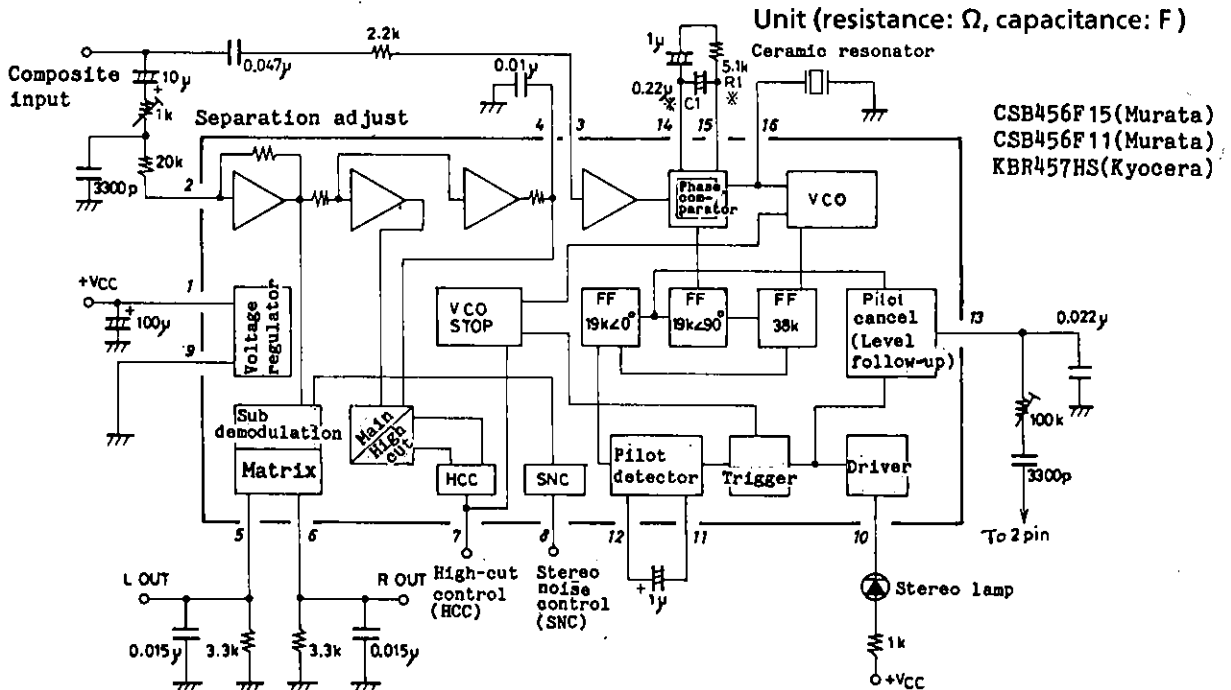 Unit (resistance: Ω, capacitance: F)
Composite
input
10μ
+
1k
0.047μ
2.2k
0.01μ
1μ
5.1k
R1
※
0.22μ
※
C1
Ceramic resonator
CSB456F15(Murata)
CSB456F11(Murata)
KBR457HS(Kyocera)
Separation adjust
4
3
14
15
16
3300p
20k
2
Phase
com-
parator
VCO
+VCC
1
+
100μ
9
Voltage
regulator
VCO
STOP
FF
19k∠0°
FF
19k∠90°
FF
38k
Pilot
cancel
(Level
follow-up)
13
0.022μ
100k
3300p
To 2 pin
Sub
demodulation
Matrix
Main
High
cut
HCC
SNC
Pilot
detector
Trigger
Driver
5
6
7
8
12
11
10
L OUT
R OUT
High-cut
control
(HCC)
Stereo
noise
control
(SNC)
+
1μ
Stereo lamp
0.015μ
3.3k
3.3k
0.015μ
1k
+VCC